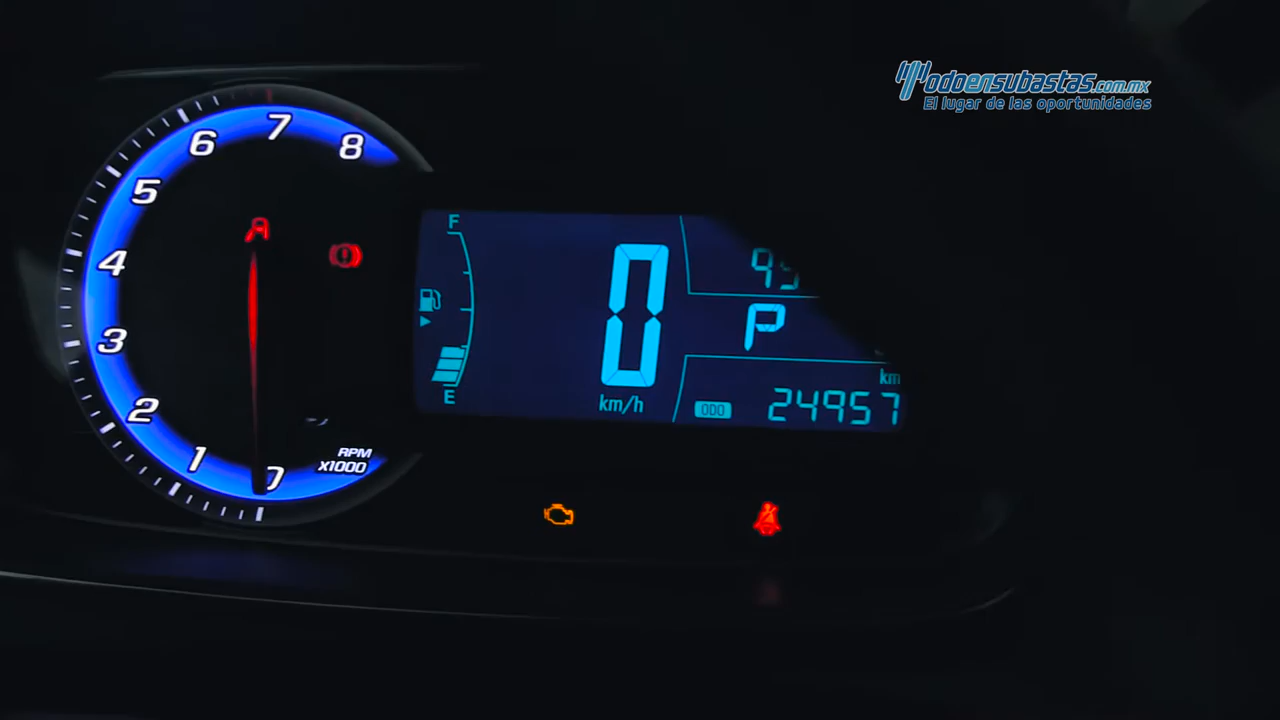 Todoensubastas.com.mx
El lugar de las oportunidades
8
7
6
5
4
3
2
1
RPM
X1000
F
E
0
km/h
P
km
000
24957